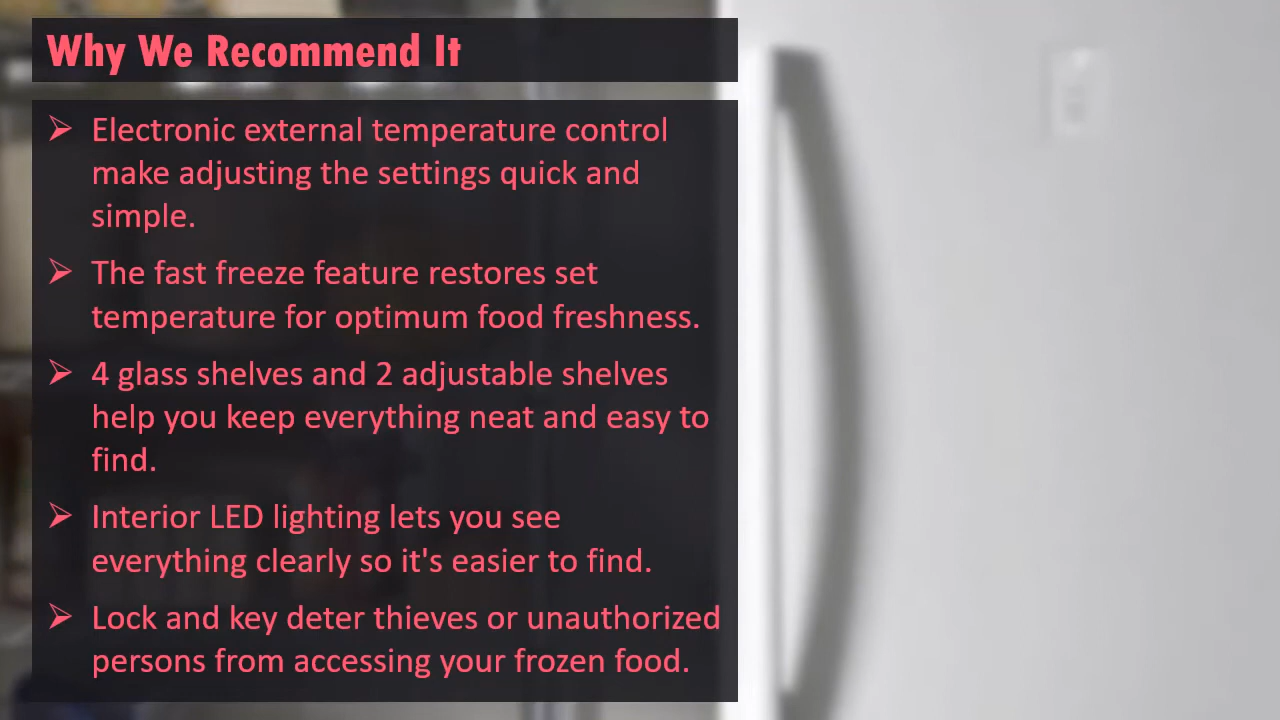 Why We Recommend It
➢ Electronic external temperature control
make adjusting the settings quick and
simple.
➢ The fast freeze feature restores set
temperature for optimum food freshness.
➢ 4 glass shelves and 2 adjustable shelves
help you keep everything neat and easy to
find.
➢ Interior LED lighting lets you see
everything clearly so it's easier to find.
➢ Lock and key deter thieves or unauthorized
persons from accessing your frozen food.